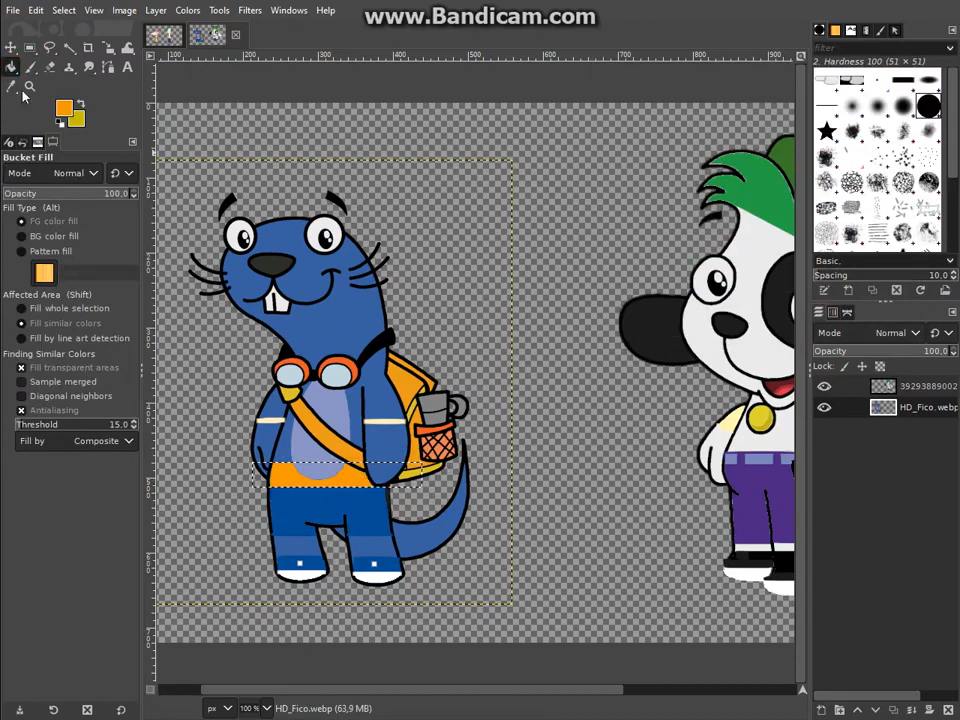 File Edit Select View Image Layer Colors Tools Filters Windows Help
www.Bandicam.com
Bucket Fill
Mode Normal
Opacity 100,0
Fill Type (Alt)
FG color fill
BG color fill
Pattern fill
Affected Area (Shift)
Fill whole selection
Fill similar colors
Fill by line art detection
Finding Similar Colors
Fill transparent areas
Sample merged
Diagonal neighbors
Antialiasing
Threshold 15,0
Fill by Composite
filter
2. Hardness 100 (51 × 51)
Basic,
Spacing 10,0
Mode Normal
Opacity 100,0
Lock:
39293889002
HD_Fico.webp
px 100 % HD_Fico.webp (63,9 MB)